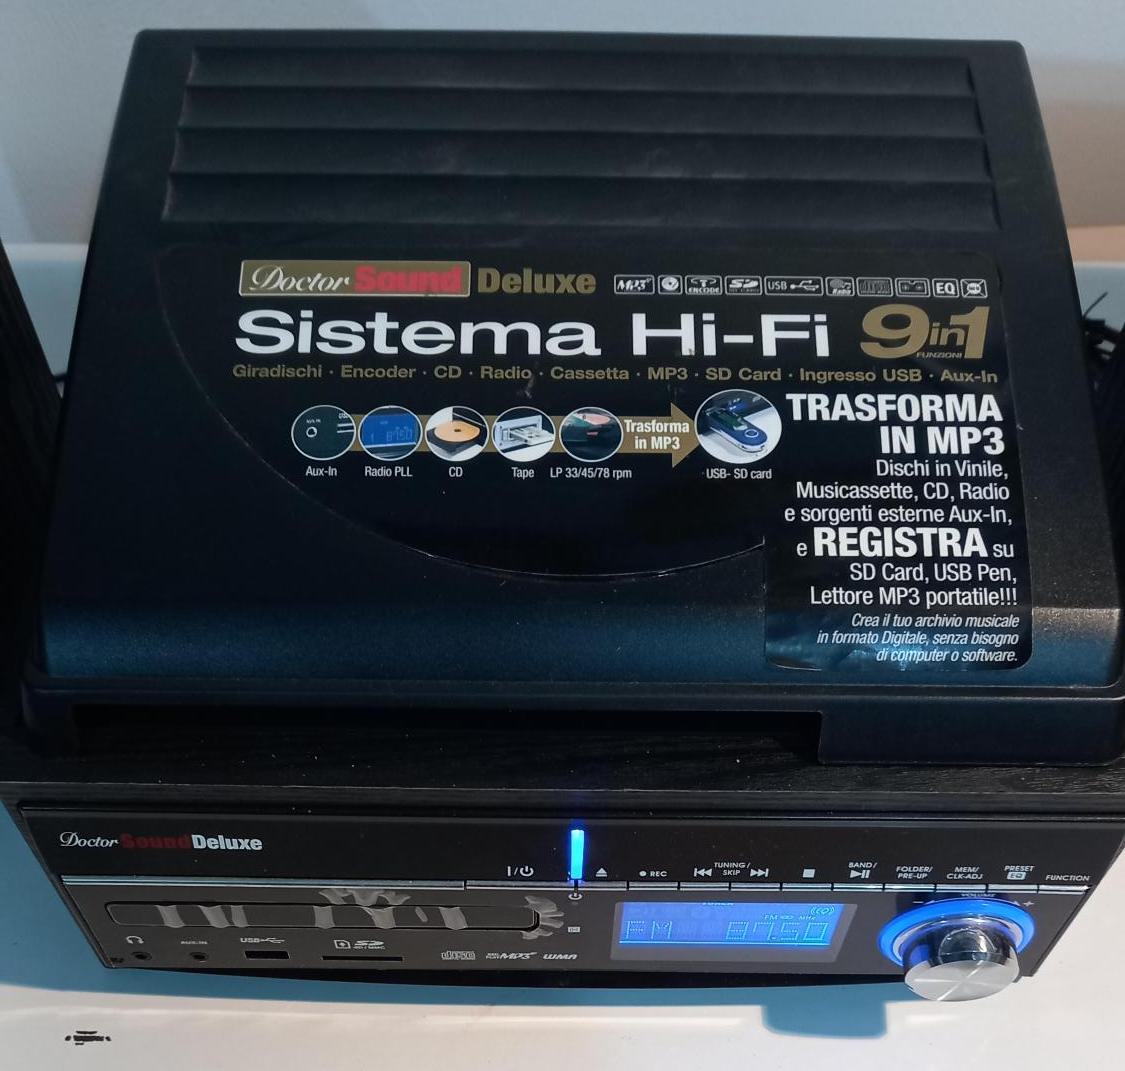 Doctor Sound Deluxe MP3 ENCODE SD USB Radio EQ
Sistema Hi-Fi 9in1
FUNZIONI
Giradischi · Encoder · CD · Radio · Cassetta · MP3 · SD Card · Ingresso USB · Aux-In
Trasforma
in MP3
Aux-In Radio PLL CD Tape LP 33/45/78 rpm USB- SD card
TRASFORMA
IN MP3
Dischi in Vinile,
Musicassette, CD, Radio
e sorgenti esterne Aux-In,
e REGISTRA su
SD Card, USB Pen,
Lettore MP3 portatile!!!
Crea il tuo archivio musicale
in formato Digitale, senza bisogno
di computer o software.
Doctor Sound Deluxe
REC
TUNING/
SKIP
BAND/
FOLDER/
PRE-UP
MEM/
CLK-ADJ
PRESET
EQ
FUNCTION
VOLUME
- +
FM 87.50
AUX-IN USB SD
MP3 WMA